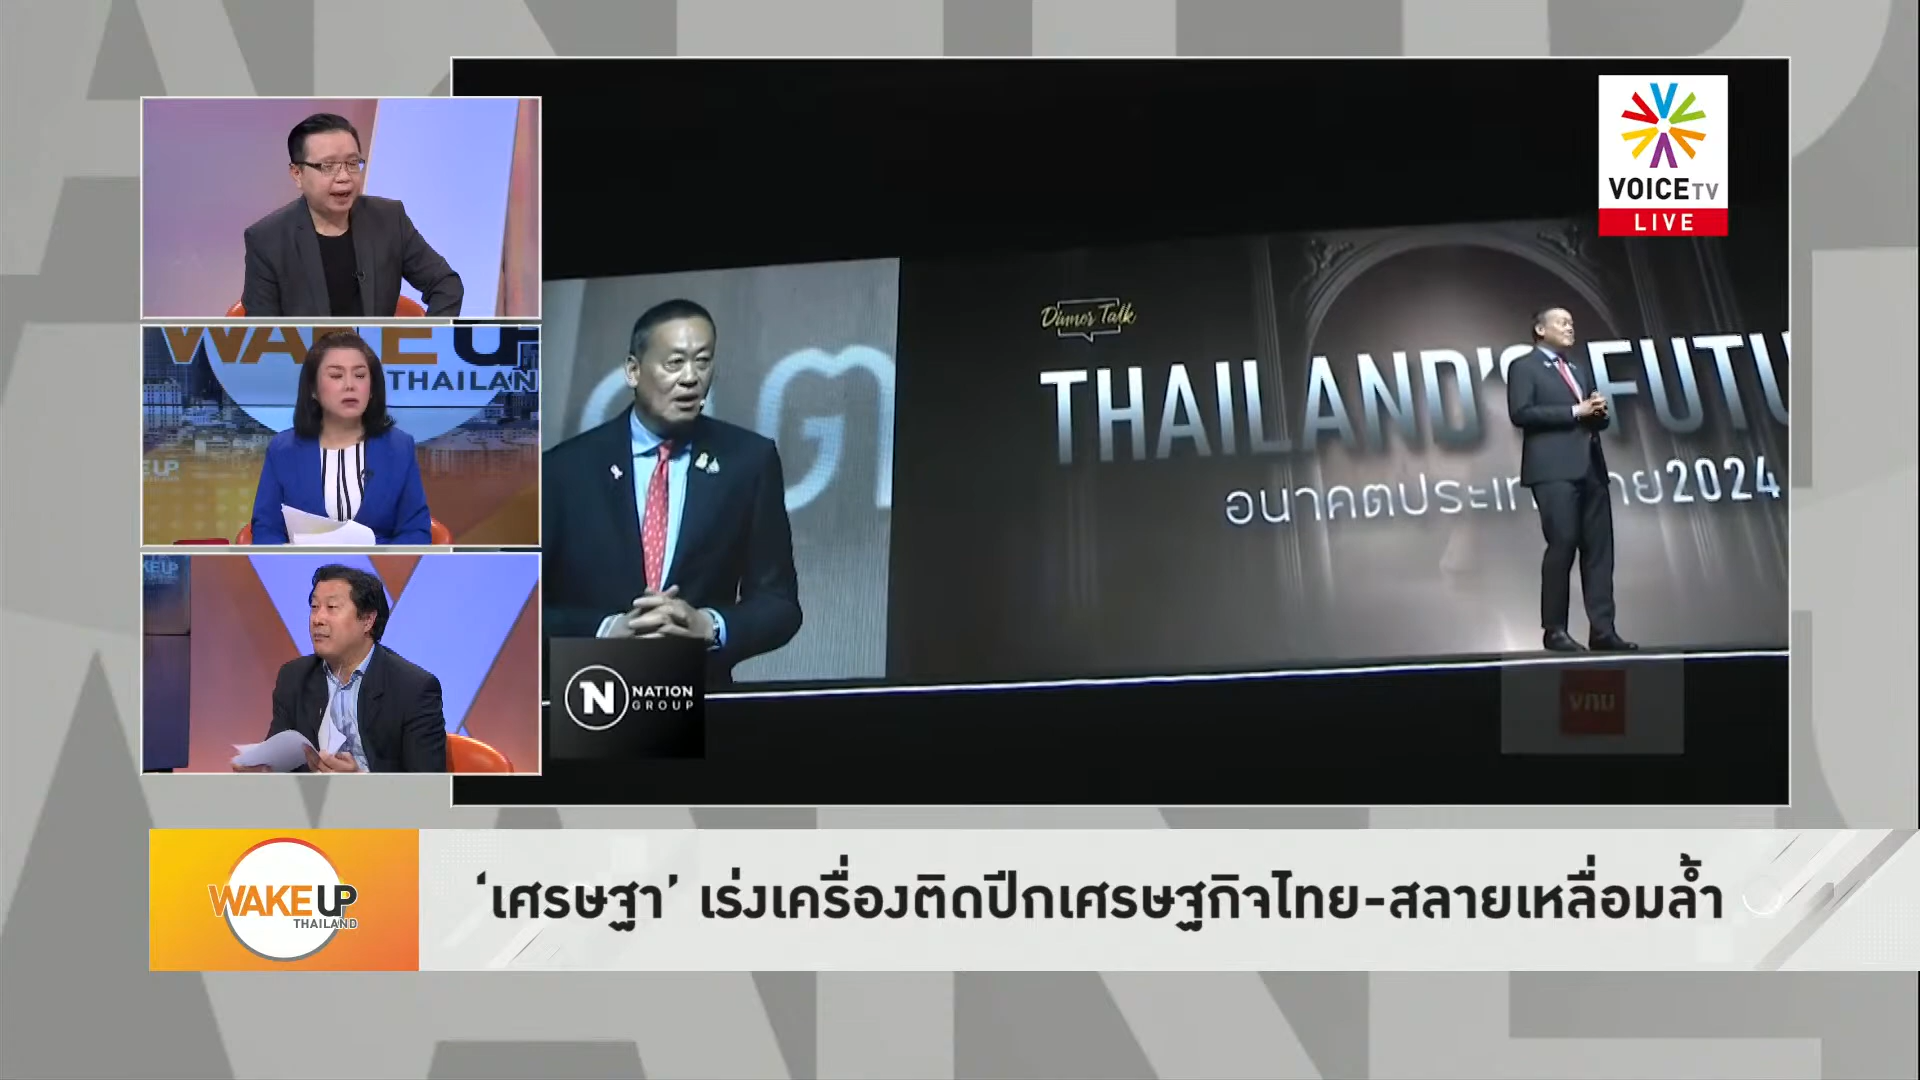 VOICE TV
LIVE
WAKE UP
THAILAN
Dinner Talk
THAILAND'S FUTU
อนาคตประเท ย2024
NATION
GROUP
‘เศรษฐา’ เร่งเครื่องติดปีกเศรษฐกิจไทย-สลายเหลื่อมล้ำ
WAKE UP
THAILAND